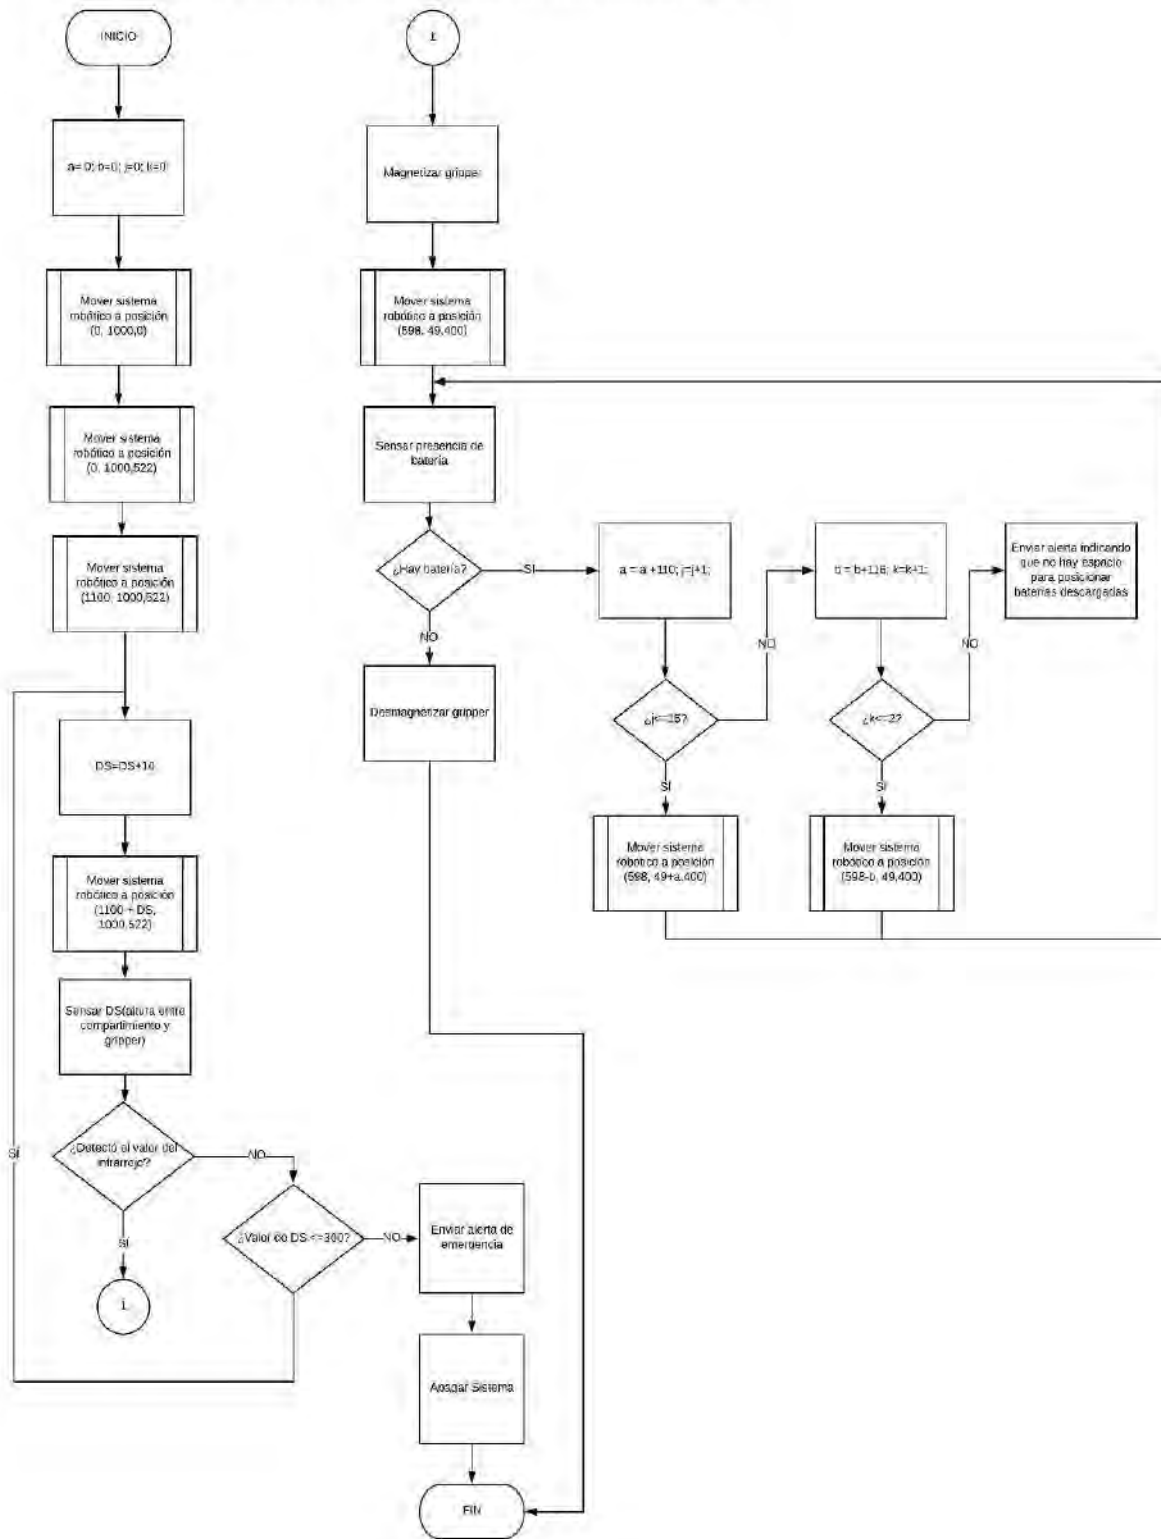 INICIO
a= 0; b=0; j=0; k=0
Mover sistema
robótico a posición
(0, 1000,0)
Mover sistema
robótico a posición
(0, 1000,522)
Mover sistema
robótico a posición
(1100, 1000,522)
DS=DS+10
Mover sistema
robótico a posición
(1100 + DS,
1000,522)
Sensar DS(altura entre
compartimiento y
gripper)
¿Detectó el valor del
infrarrojo?
SÍ
NO
SÍ
1
¿Valor de DS <=300?
NO
Enviar alerta de
emergencia
Apagar Sistema
FIN
1
Magnetizar gripper
Mover sistema
robótico a posición
(598, 49,400)
Sensar presencia de
batería
¿Hay batería?
SI
NO
Desmagnetizar gripper
a = a +110; j=j+1;
¿j<=15?
NO
SÍ
Mover sistema
robótico a posición
(598, 49+a,400)
b = b+116; k=k+1;
¿k<=2?
NO
SÍ
Mover sistema
robótico a posición
(598-b, 49,400)
Enviar alerta indicando
que no hay espacio
para posicionar
baterías descargadas